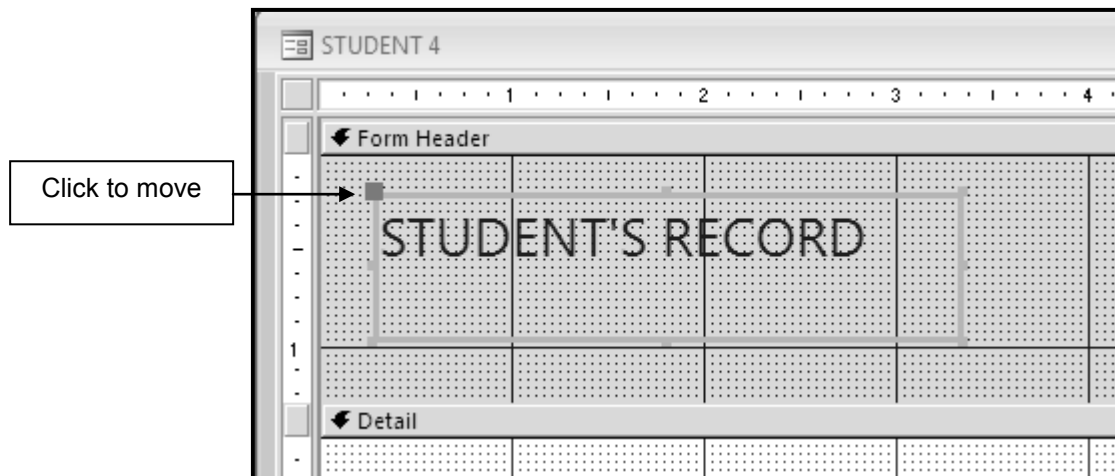 STUDENT 4
1 2 3 4
Form Header
Click to move
STUDENT'S RECORD
1
Detail